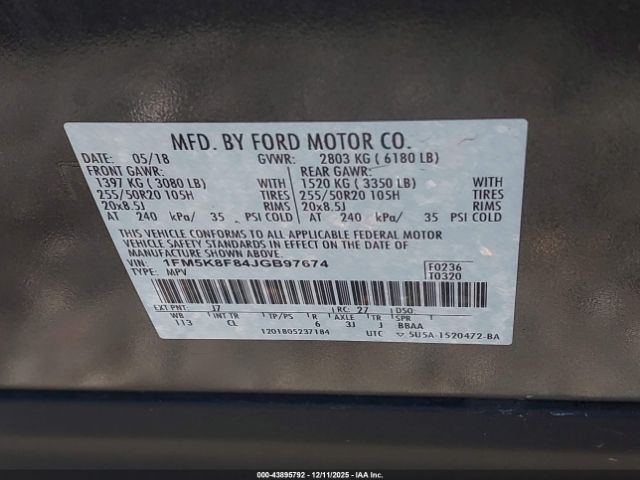 MFD. BY FORD MOTOR CO.
DATE: 05/18 GVWR: 2803 KG ( 6180 LB)
FRONT GAWR: REAR GAWR:
1397 KG ( 3080 LB) WITH 1520 KG ( 3350 LB) WITH
255/50R20 105H TIRES 255/50R20 105H TIRES
20x8.5J RIMS 20x8.5J RIMS
AT 240 kPa/ 35 PSI COLD AT 240 kPa/ 35 PSI COLD
THIS VEHICLE CONFORMS TO ALL APPLICABLE FEDERAL MOTOR
VEHICLE SAFETY STANDARDS IN EFFECT ON THE DATE OF
MANUFACTURE SHOWN ABOVE.
VIN: 1FM5K8F84JGB97674 F0236
TYPE: MPV T0320
EXT PNT: J7 RC: 27 DSO:
WB INT TR TP/PS R AXLE TR SPR
113 CL 6 3J J BBAA
1201805237184 UTC ▽ 5U5A-1520472-BA
000-43895792 - 12/11/2025 - IAAI.COM